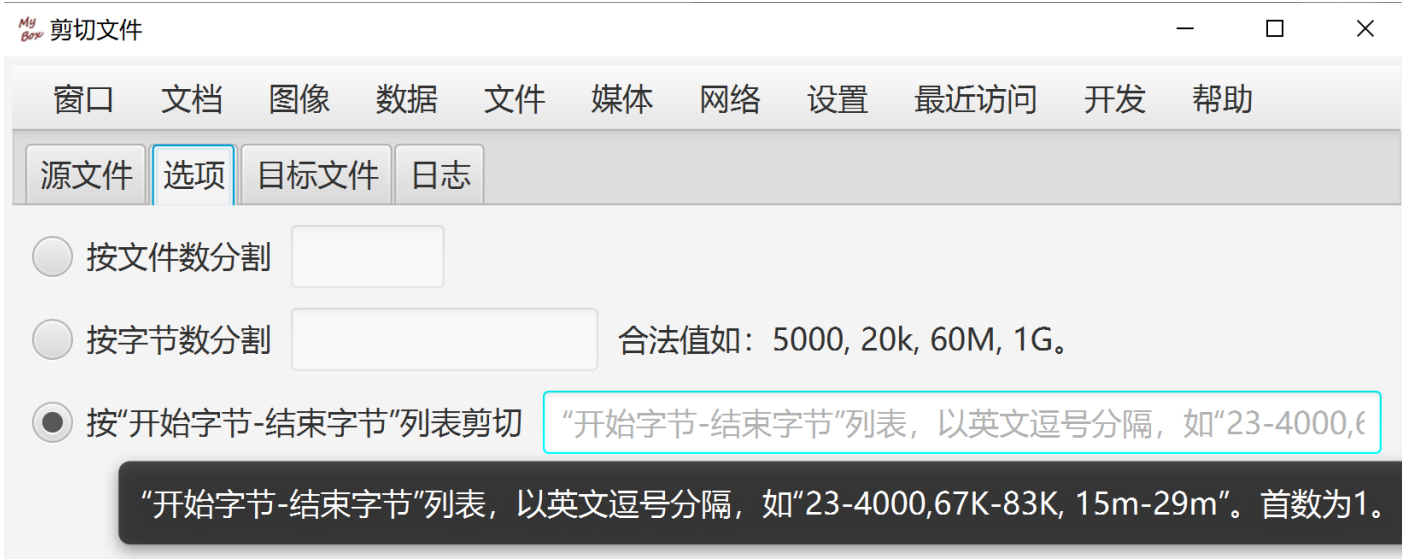 My Box 剪切文件
窗口 文档 图像 数据 文件 媒体 网络 设置 最近访问 开发 帮助
源文件 选项 目标文件 日志
按文件数分割
按字节数分割 合法值如：5000, 20k, 60M, 1G。
按“开始字节-结束字节”列表剪切 “开始字节-结束字节”列表，以英文逗号分隔，如“23-4000,6
“开始字节-结束字节”列表，以英文逗号分隔，如“23-4000,67K-83K, 15m-29m”。首数为1。